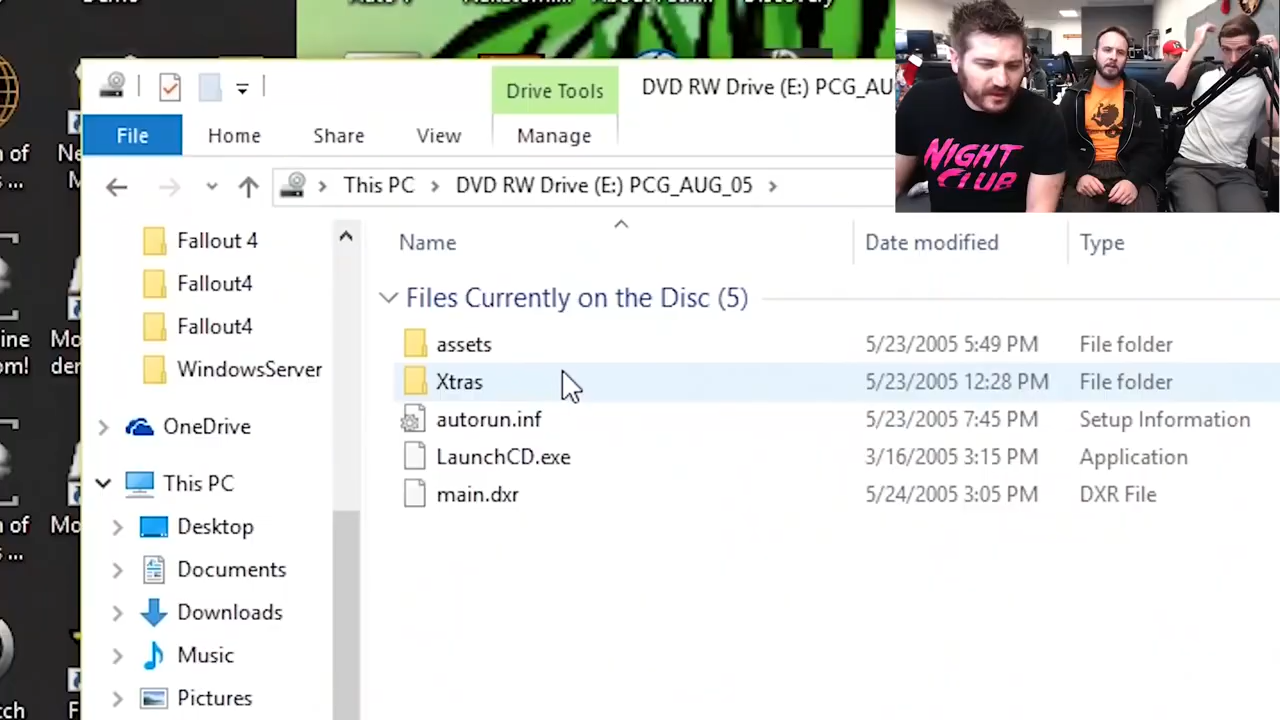 Drive Tools
DVD RW Drive (E:) PCG_AU
File Home Share View Manage
This PC DVD RW Drive (E:) PCG_AUG_05
NIGHT CLUB
Name Date modified Type
Fallout 4
Fallout4
Fallout4
WindowsServer
OneDrive
This PC
Desktop
Documents
Downloads
Music
Pictures
Files Currently on the Disc (5)
assets 5/23/2005 5:49 PM File folder
Xtras 5/23/2005 12:28 PM File folder
autorun.inf 5/23/2005 7:45 PM Setup Information
LaunchCD.exe 3/16/2005 3:15 PM Application
main.dxr 5/24/2005 3:05 PM DXR File